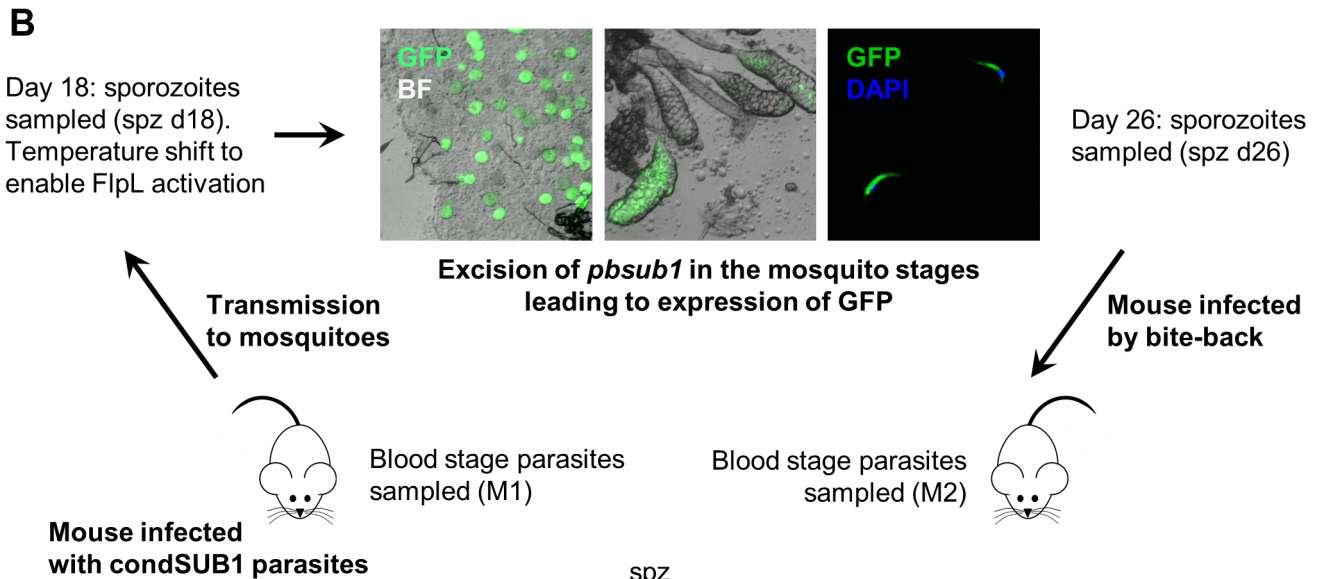 B
Day 18: sporozoites
sampled (spz d18).
Temperature shift to
enable FlpL activation
GFP
BF
GFP
DAPI
Day 26: sporozoites
sampled (spz d26)
Excision of pbsub1 in the mosquito stages
leading to expression of GFP
Transmission
to mosquitoes
Mouse infected
by bite-back
Blood stage parasites
sampled (M1)
Blood stage parasites
sampled (M2)
Mouse infected
with condSUB1 parasites
spz